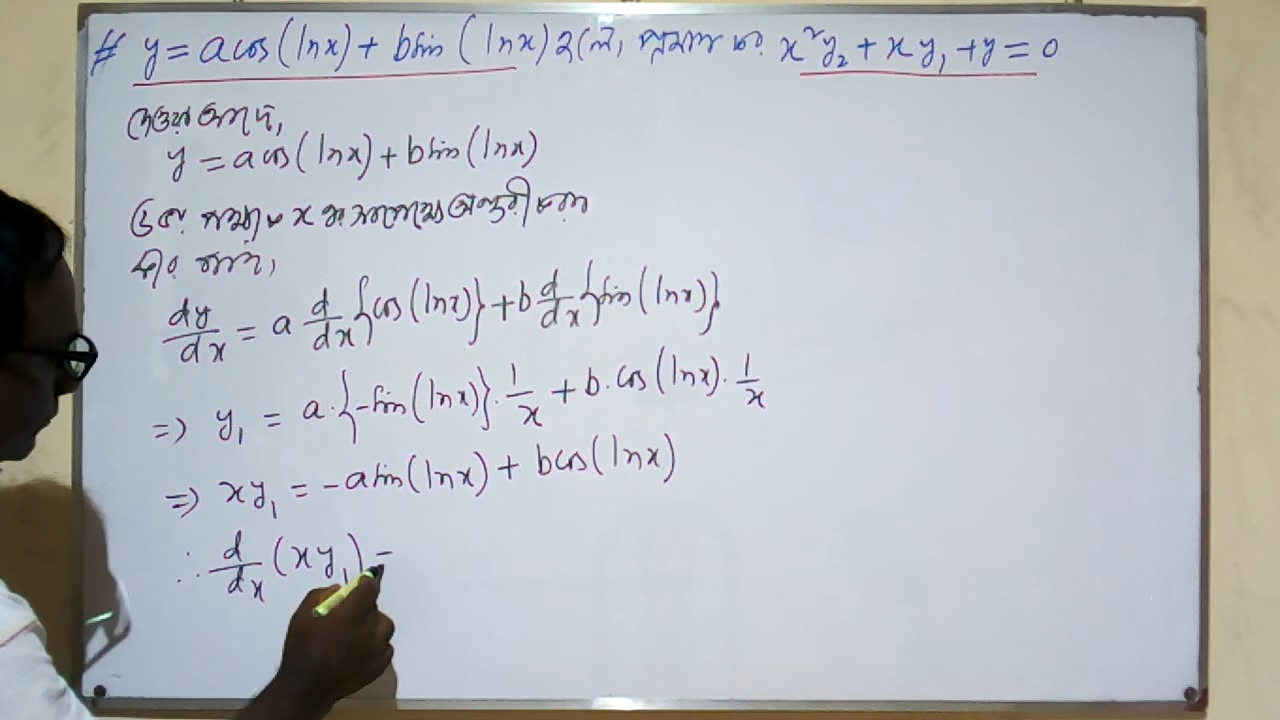 # y = a cos(lnx) + b sin(lnx) হলে, প্রমাণ কর x²y₂ + xy₁ + y = 0
দেওয়া আছে,
y = a cos(lnx) + b sin(lnx)
উভয় পক্ষকে x এর সাপেক্ষে অন্তরীকরণ
করে পাই,
dy/dx = a d/dx {cos(lnx)} + b d/dx {sin(lnx)}
=> y₁ = a·{-sin(lnx)}·1/x + b·cos(lnx)·1/x
=> xy₁ = -a sin(lnx) + b cos(lnx)
∴ d/dx (xy₁) =